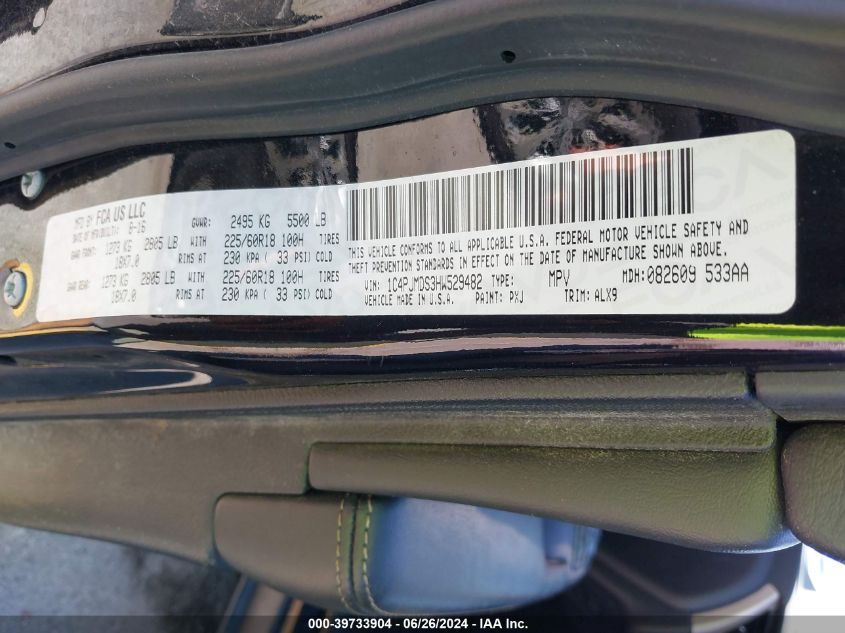 MFD BY FCA US LLC
DATE OF MFR/BUILT: 8-16 GVWR: 2495 KG 5500 LB
GAWR FRONT: 1273 KG 2805 LB WITH 225/60R18 100H TIRES
18X7.0 RIMS AT 230 KPA ( 33 PSI) COLD
GAWR REAR: 1273 KG 2805 LB WITH 225/60R18 100H TIRES
18X7.0 RIMS AT 230 KPA ( 33 PSI) COLD
THIS VEHICLE CONFORMS TO ALL APPLICABLE U.S.A. FEDERAL MOTOR VEHICLE SAFETY AND
THEFT PREVENTION STANDARDS IN EFFECT ON THE DATE OF MANUFACTURE SHOWN ABOVE.
VIN: 1C4PJMDS3HW529482 TYPE: MPV MDH: 082609 533AA
VEHICLE MADE IN U.S.A. PAINT: PXJ TRIM: ALX9
000-39733904 | 06/26/2024 - IAA Inc.